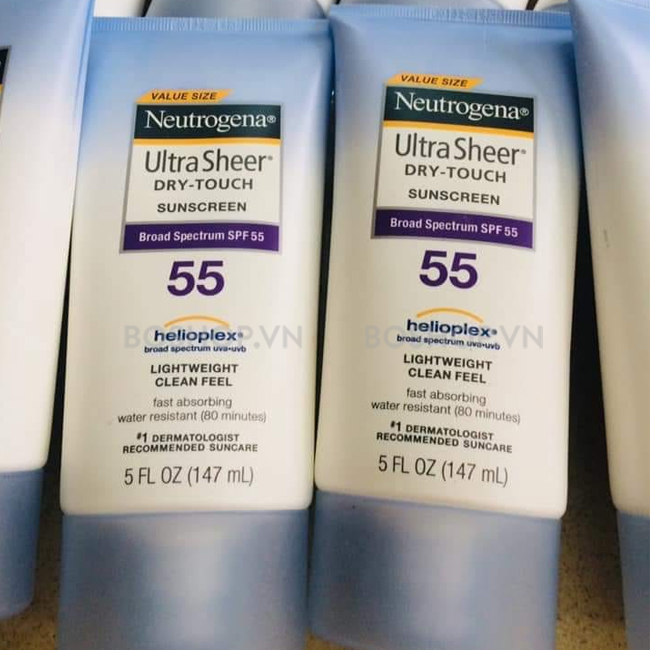 VALUE SIZE
Neutrogena®
Ultra Sheer®
DRY-TOUCH
SUNSCREEN
Broad Spectrum SPF 55
55
helioplex®
broad spectrum uva•uvb
LIGHTWEIGHT
CLEAN FEEL
fast absorbing
water resistant (80 minutes)
#1 DERMATOLOGIST
RECOMMENDED SUNCARE
5 FL OZ (147 mL)
VALUE SIZE
Neutrogena®
Ultra Sheer®
DRY-TOUCH
SUNSCREEN
Broad Spectrum SPF 55
55
helioplex®
broad spectrum uva•uvb
LIGHTWEIGHT
CLEAN FEEL
fast absorbing
water resistant (80 minutes)
#1 DERMATOLOGIST
RECOMMENDED SUNCARE
5 FL OZ (147 mL)